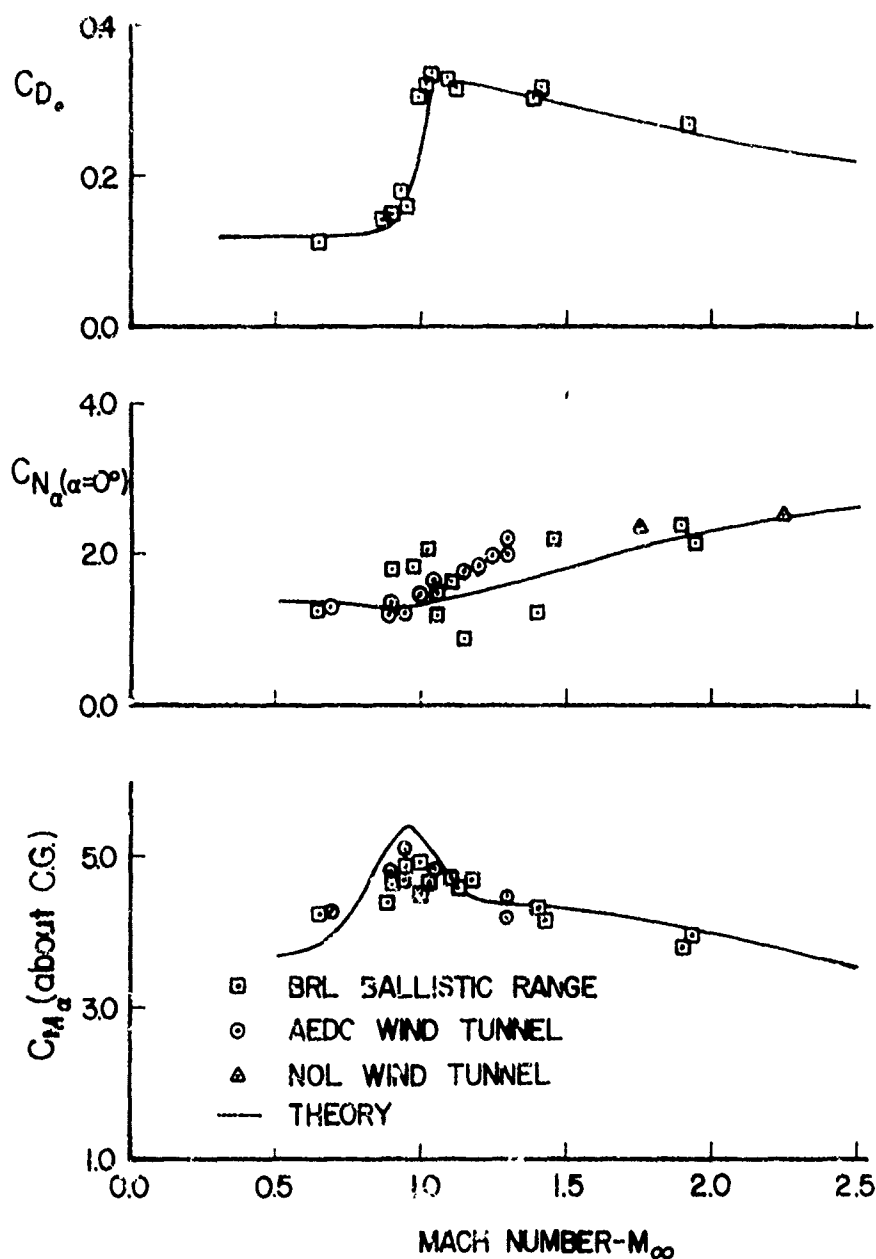 0.4
C_D₀
0.2
0.0
4.0
C_Nα(α=0°)
2.0
0.0
C_Mα (about C.G.)
5.0
3.0
1.0
BRL BALLISTIC RANGE
AEDC WIND TUNNEL
NOL WIND TUNNEL
THEORY
0.0 0.5 1.0 1.5 2.0 2.5
MACH NUMBER-M∞